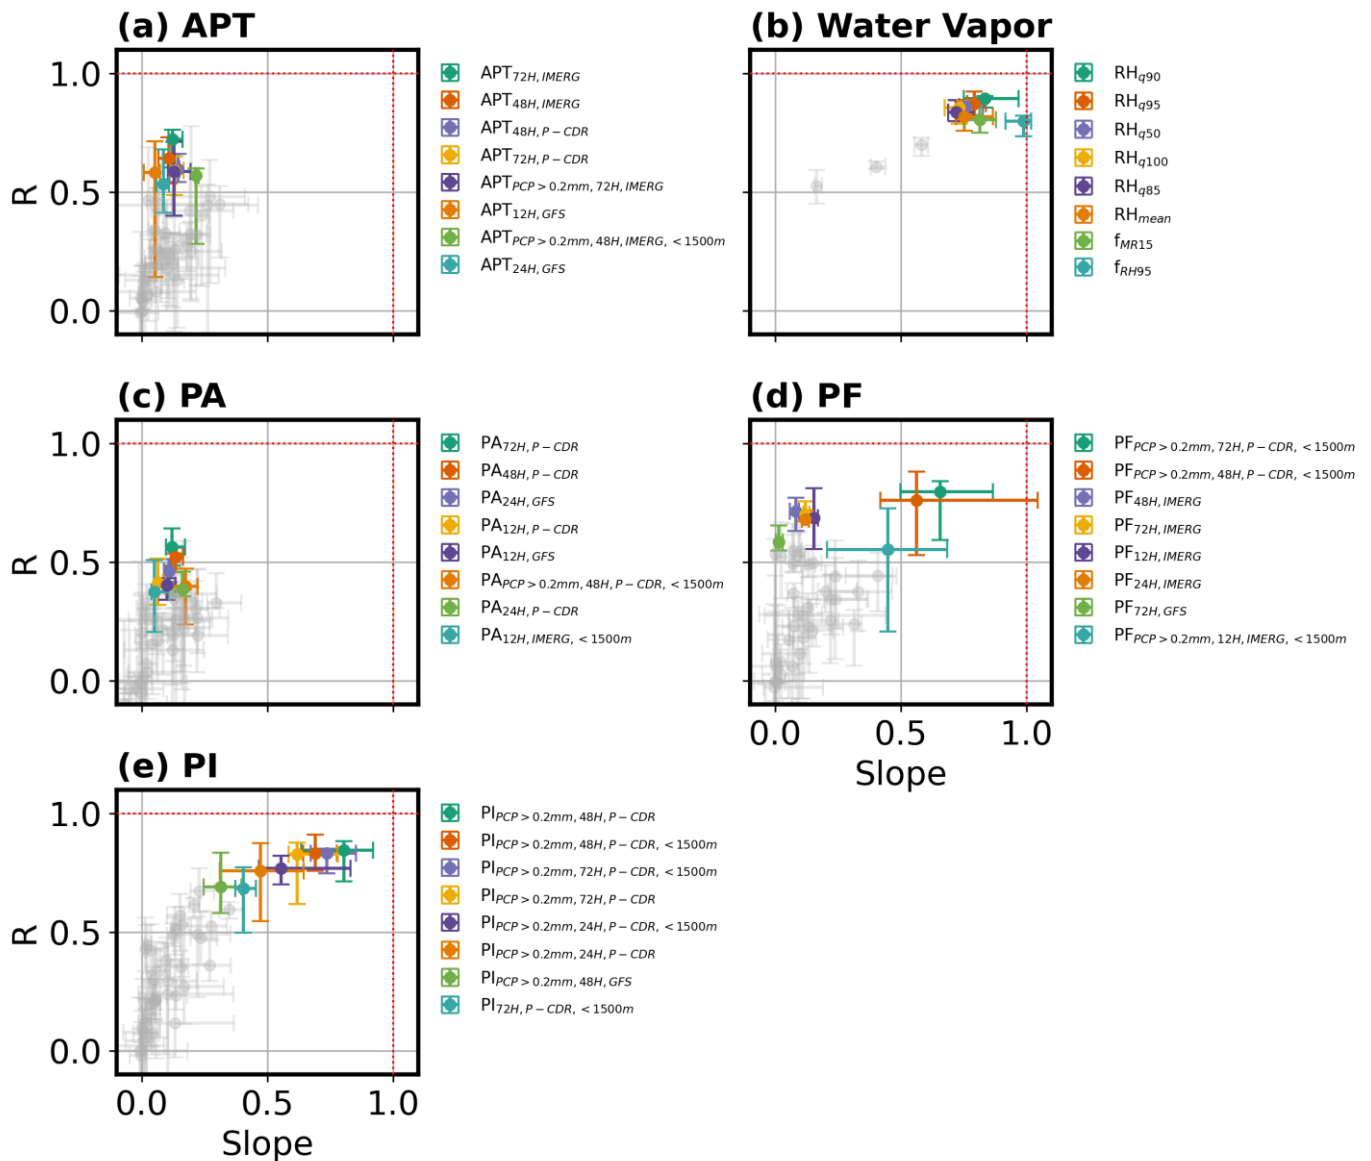 (a) APT
R
1.0
0.5
0.0
APT72H, IMERG
APT48H, IMERG
APT48H, P−CDR
APT72H, P−CDR
APTPCP > 0.2mm, 72H, IMERG
APT12H, GFS
APTPCP > 0.2mm, 48H, IMERG, < 1500m
APT24H, GFS
(b) Water Vapor
RHq90
RHq95
RHq50
RHq100
RHq85
RHmean
fMR15
fRH95
(c) PA
R
1.0
0.5
0.0
PA72H, P−CDR
PA48H, P−CDR
PA24H, GFS
PA12H, P−CDR
PA12H, GFS
PAPCP > 0.2mm, 48H, P−CDR, < 1500m
PA24H, P−CDR
PA12H, IMERG, < 1500m
(d) PF
0.0 0.5 1.0
Slope
PFPCP > 0.2mm, 72H, P−CDR, < 1500m
PFPCP > 0.2mm, 48H, P−CDR, < 1500m
PF48H, IMERG
PF72H, IMERG
PF12H, IMERG
PF24H, IMERG
PF72H, GFS
PFPCP > 0.2mm, 12H, IMERG, < 1500m
(e) PI
R
1.0
0.5
0.0
0.0 0.5 1.0
Slope
PIPCP > 0.2mm, 48H, P−CDR
PIPCP > 0.2mm, 48H, P−CDR, < 1500m
PIPCP > 0.2mm, 72H, P−CDR, < 1500m
PIPCP > 0.2mm, 72H, P−CDR
PIPCP > 0.2mm, 24H, P−CDR, < 1500m
PIPCP > 0.2mm, 24H, P−CDR
PIPCP > 0.2mm, 48H, GFS
PI72H, P−CDR, < 1500m